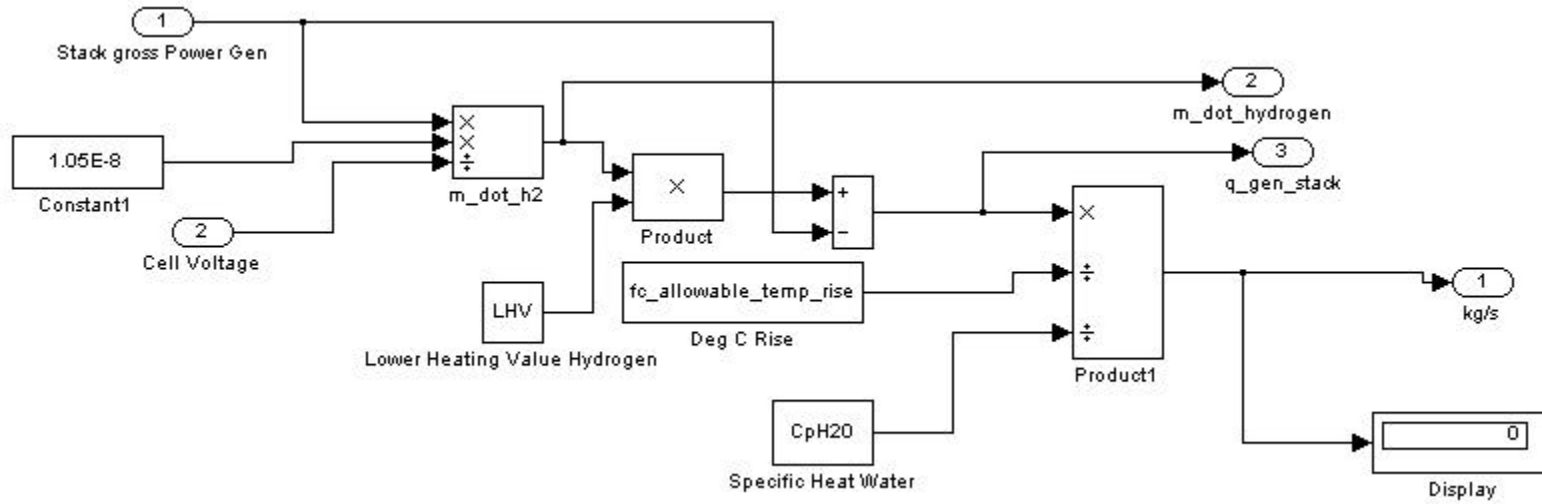 1
Stack gross Power Gen
2
m_dot_hydrogen
×
×
÷
m_dot_h2
1.05E-8
Constant1
3
q_gen_stack
×
Product
+
−
2
Cell Voltage
×
÷
÷
Product1
fc_allowable_temp_rise
Deg C Rise
1
kg/s
LHV
Lower Heating Value Hydrogen
CpH20
Specific Heat Water
0
Display